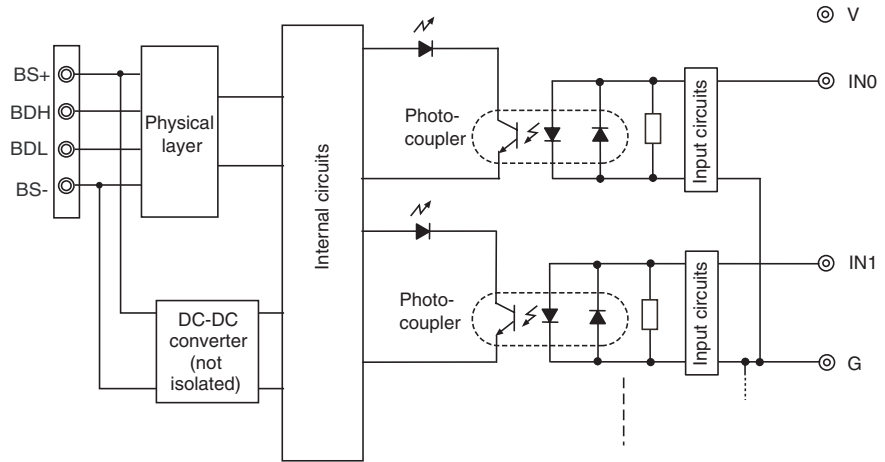 V
BS+
BDH
BDL
BS-
Physical
layer
DC-DC
converter
(not
isolated)
Internal circuits
Photo-
coupler
Input circuits
IN0
Photo-
coupler
Input circuits
IN1
G